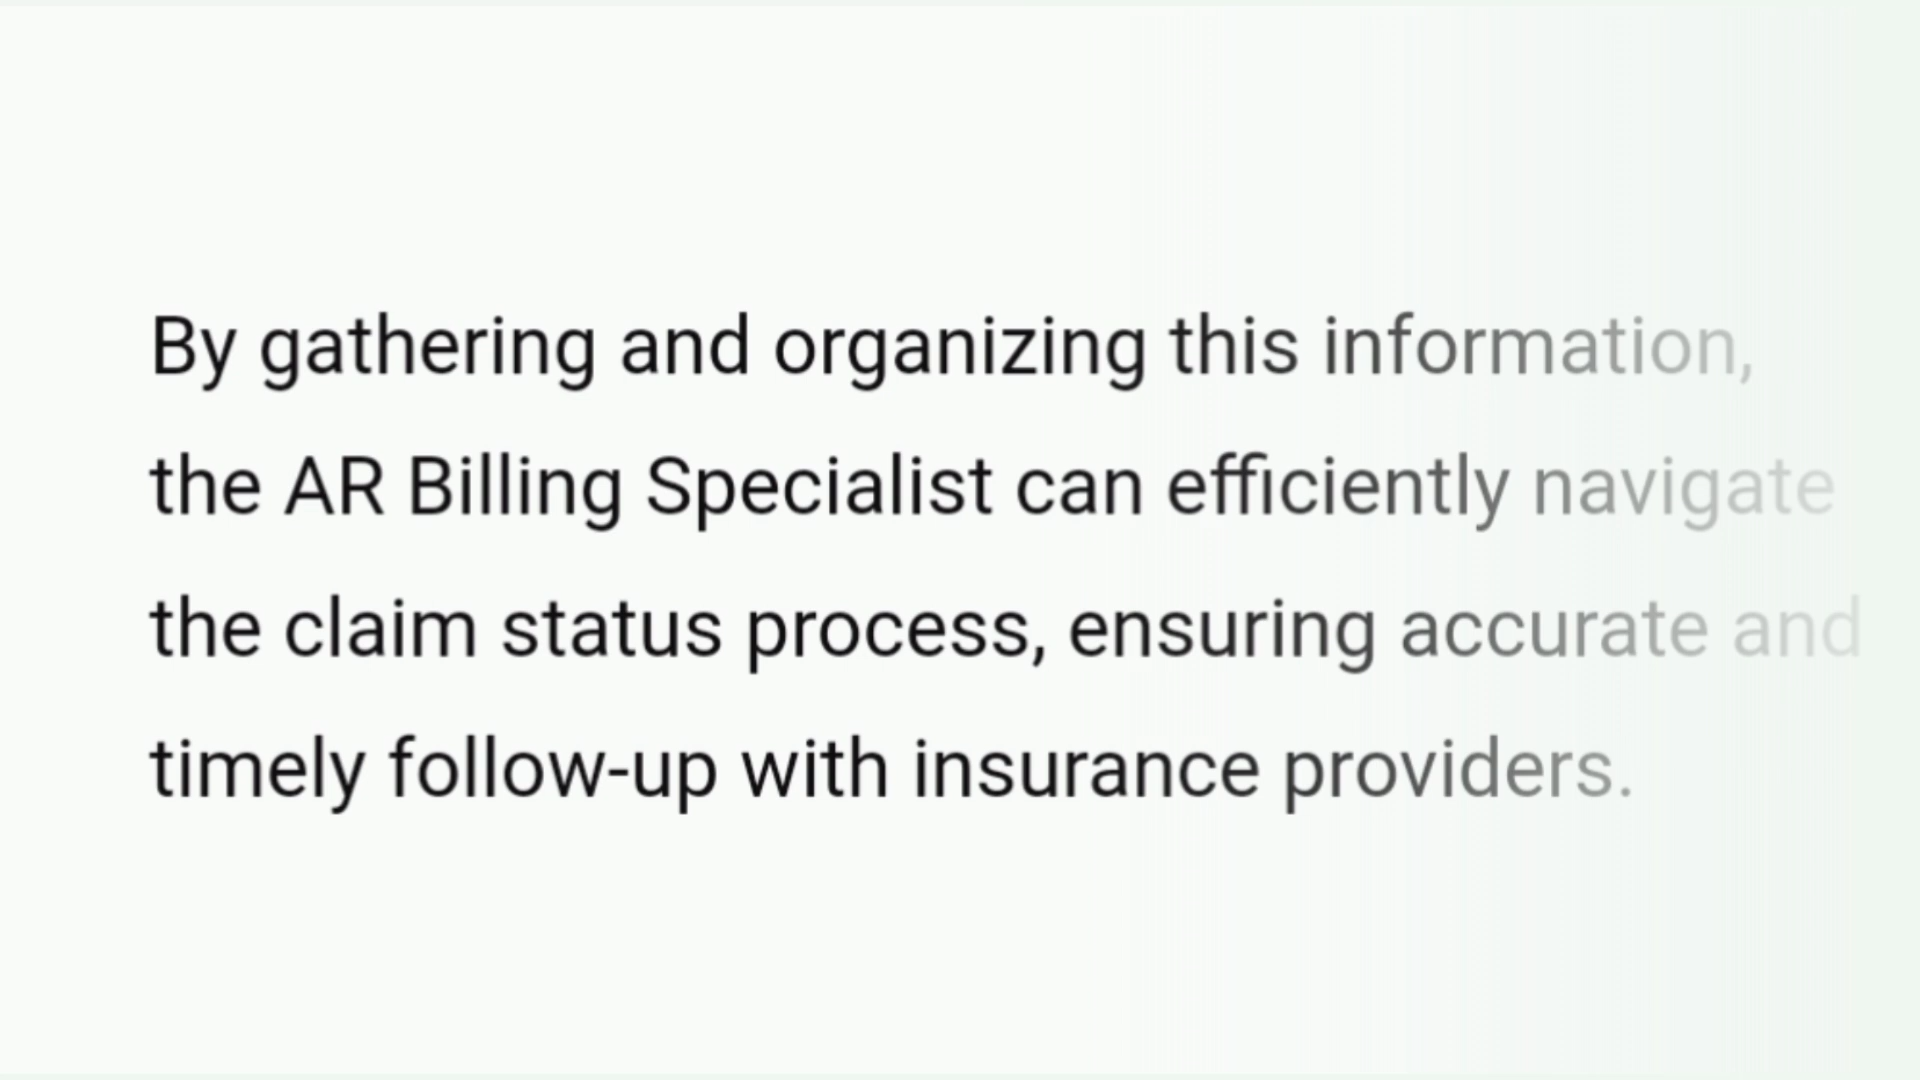 By gathering and organizing this information,
the AR Billing Specialist can efficiently navigate
the claim status process, ensuring accurate and
timely follow-up with insurance providers.